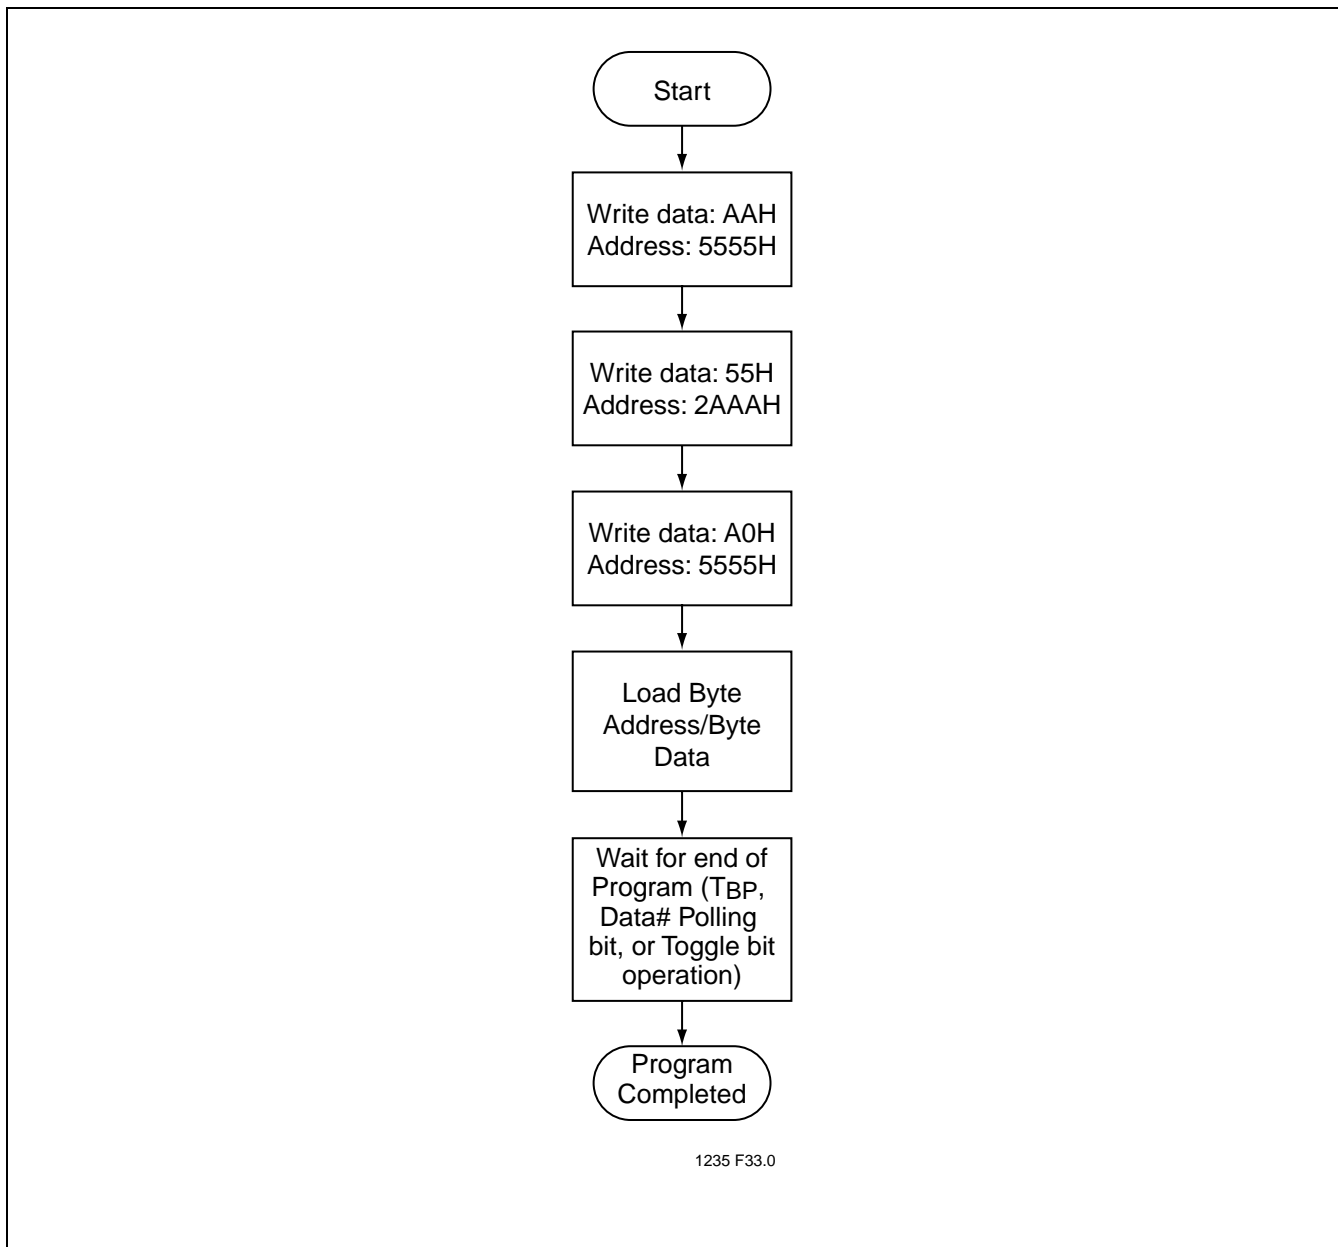 Start
Write data: AAH
Address: 5555H
Write data: 55H
Address: 2AAAH
Write data: A0H
Address: 5555H
Load Byte
Address/Byte
Data
Wait for end of
Program (TBP,
Data# Polling
bit, or Toggle bit
operation)
Program
Completed
1235 F33.0